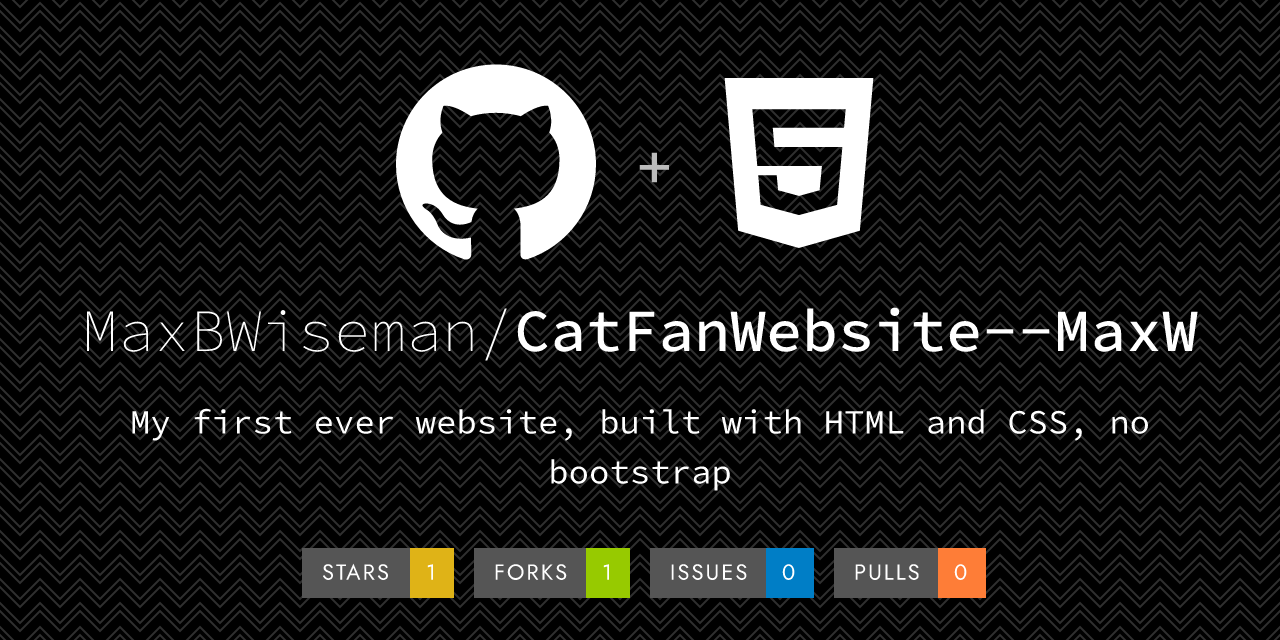 +
MaxBWiseman/CatFanWebsite--MaxW
My first ever website, built with HTML and CSS, no
bootstrap
STARS 1 FORKS 1 ISSUES 0 PULLS 0